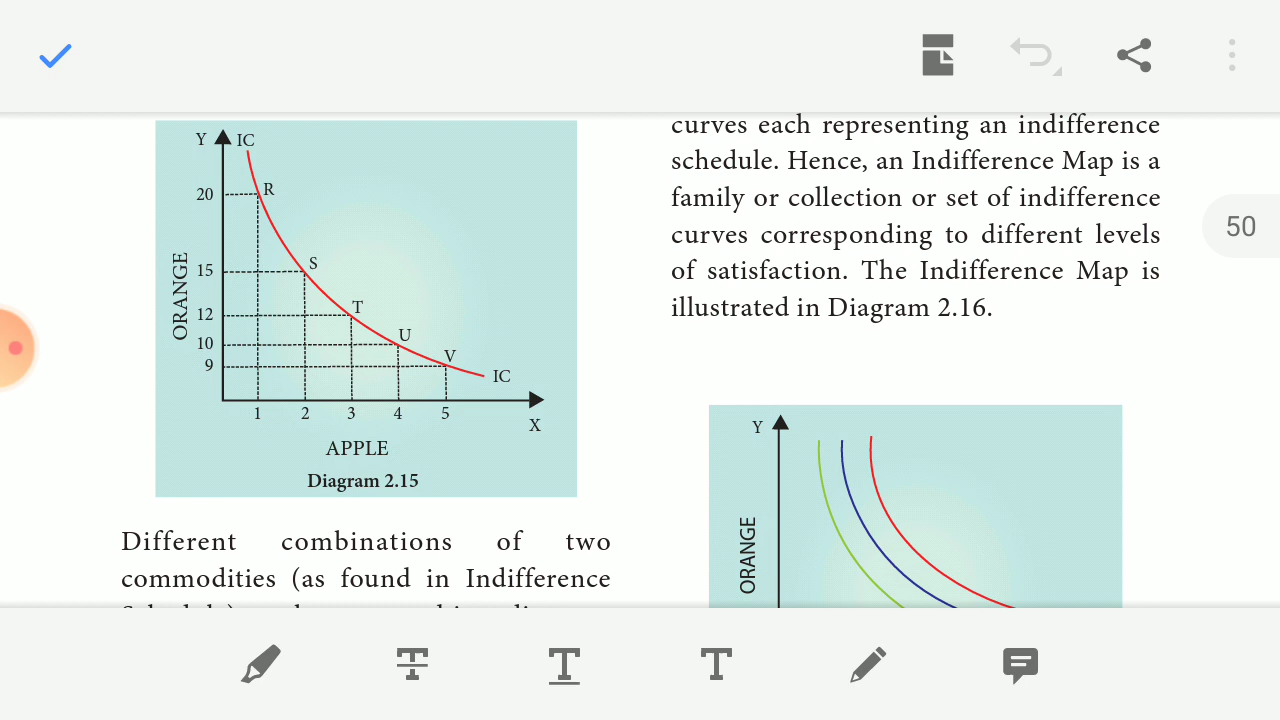 Y
IC
20
R
15
S
12
T
10
U
9
V
IC
ORANGE
1 2 3 4 5
X
APPLE
Diagram 2.15
Different combinations of two
commodities (as found in Indifference
curves each representing an indifference
schedule. Hence, an Indifference Map is a
family or collection or set of indifference
curves corresponding to different levels
of satisfaction. The Indifference Map is
illustrated in Diagram 2.16.
Y
ORANGE
50